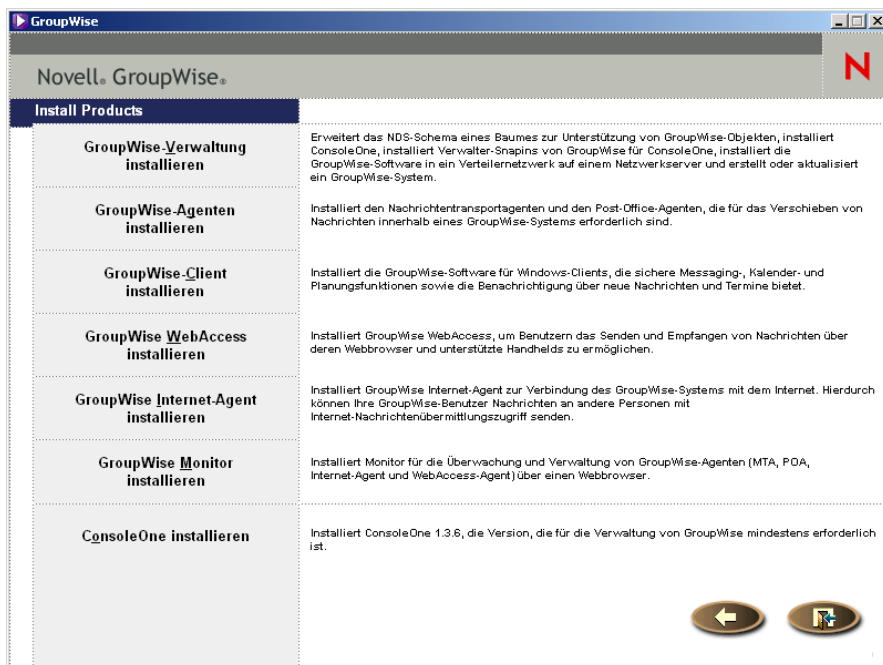 GroupWise
Novell® GroupWise®
N
Install Products
GroupWise-Verwaltung
installieren
Erweitert das NDS-Schema eines Baumes zur Unterstützung von GroupWise-Objekten, installiert
ConsoleOne, installiert Verwalter-Snapins von GroupWise für ConsoleOne, installiert die
GroupWise-Software in ein Verteilernetzwerk auf einem Netzwerkserver und erstellt oder aktualisiert
ein GroupWise-System.
GroupWise-Agenten
installieren
Installiert den Nachrichtentransportagenten und den Post-Office-Agenten, die für das Verschieben von
Nachrichten innerhalb eines GroupWise-Systems erforderlich sind.
GroupWise-Client
installieren
Installiert die GroupWise-Software für Windows-Clients, die sichere Messaging-, Kalender- und
Planungsfunktionen sowie die Benachrichtigung über neue Nachrichten und Termine bietet.
GroupWise WebAccess
installieren
Installiert GroupWise WebAccess, um Benutzern das Senden und Empfangen von Nachrichten über
deren Webbrowser und unterstützte Handhelds zu ermöglichen.
GroupWise Internet-Agent
installieren
Installiert GroupWise Internet-Agent zur Verbindung des GroupWise-Systems mit dem Internet. Hierdurch
können Ihre GroupWise-Benutzer Nachrichten an andere Personen mit
Internet-Nachrichtenübermittlungszugriff senden.
GroupWise Monitor
installieren
Installiert Monitor für die Überwachung und Verwaltung von GroupWise-Agenten (MTA, POA,
Internet-Agent und WebAccess-Agent) über einen Webbrowser.
ConsoleOne installieren
Installiert ConsoleOne 1.3.6, die Version, die für die Verwaltung von GroupWise mindestens erforderlich
ist.